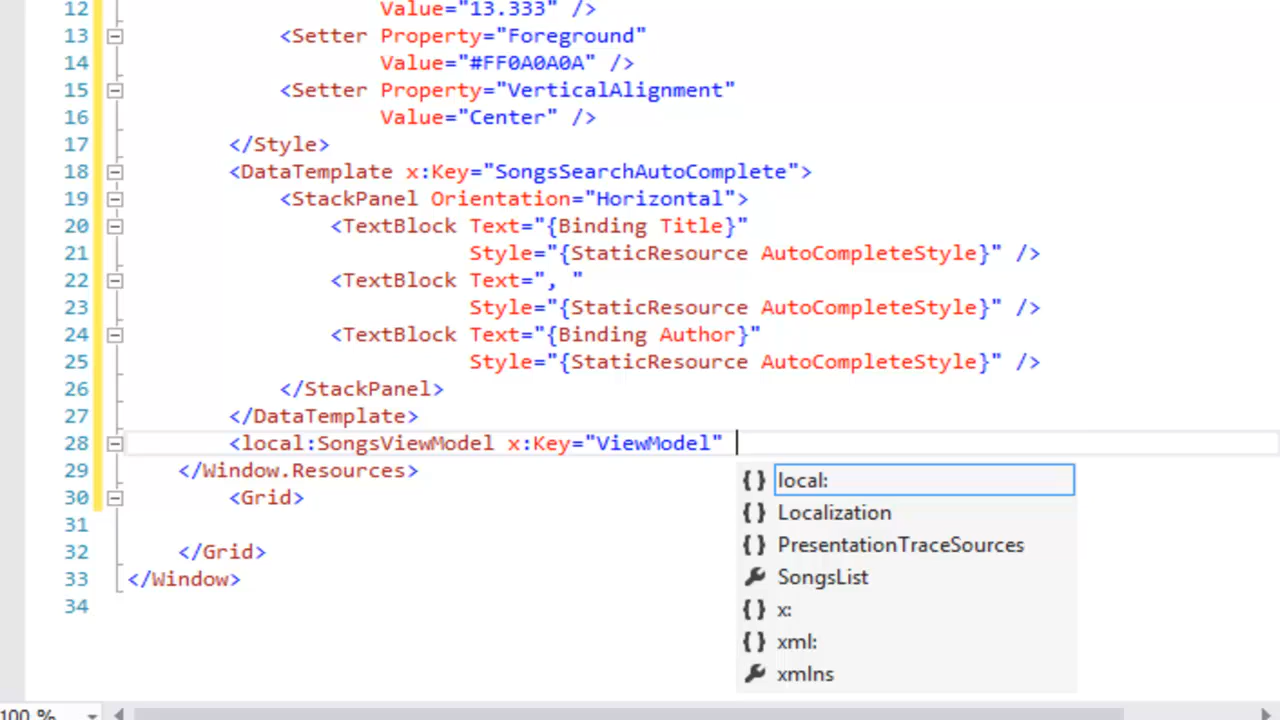 12 Value="13.333" />
13 <Setter Property="Foreground"
14 Value="#FF0A0A0A" />
15 <Setter Property="VerticalAlignment"
16 Value="Center" />
17 </Style>
18 <DataTemplate x:Key="SongsSearchAutoComplete">
19 <StackPanel Orientation="Horizontal">
20 <TextBlock Text="{Binding Title}"
21 Style="{StaticResource AutoCompleteStyle}" />
22 <TextBlock Text=", "
23 Style="{StaticResource AutoCompleteStyle}" />
24 <TextBlock Text="{Binding Author}"
25 Style="{StaticResource AutoCompleteStyle}" />
26 </StackPanel>
27 </DataTemplate>
28 <local:SongsViewModel x:Key="ViewModel"
29 </Window.Resources>
30 <Grid>
31
32 </Grid>
33 </Window>
34
{ } local:
{ } Localization
{ } PresentationTraceSources
SongsList
{ } x:
{ } xml:
xmlns
100 %